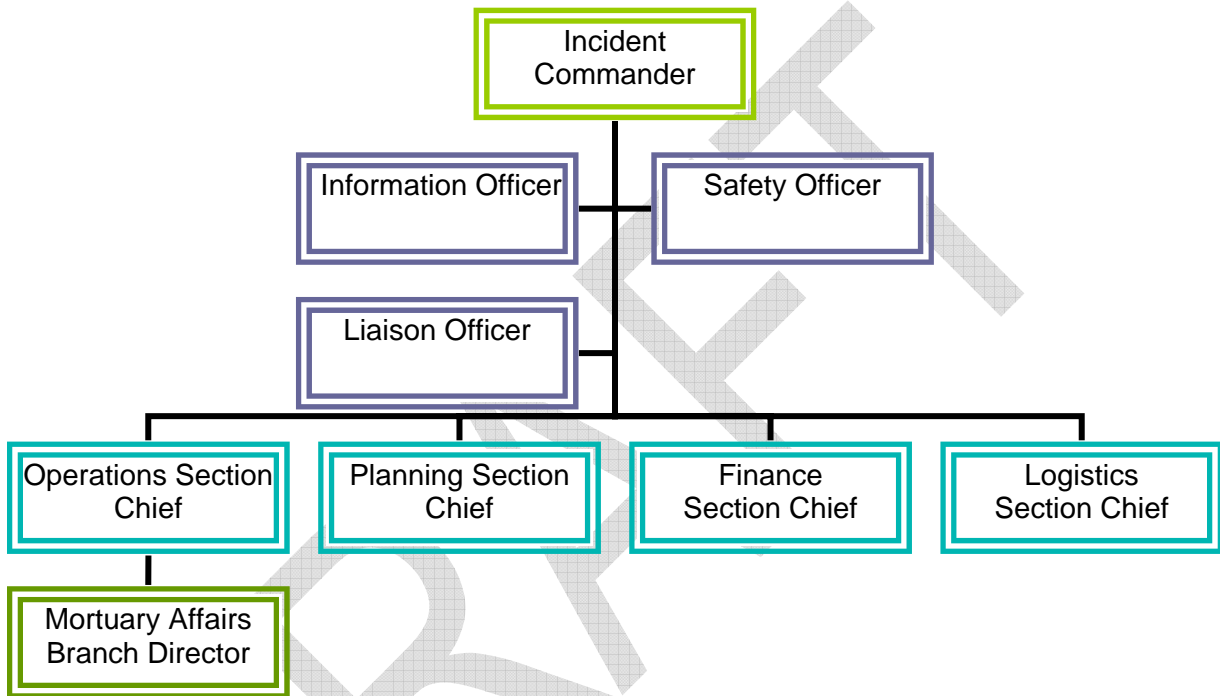 Incident
Commander
Information Officer
Safety Officer
Liaison Officer
Operations Section
Chief
Planning Section
Chief
Finance
Section Chief
Logistics
Section Chief
Mortuary Affairs
Branch Director
DRAFT